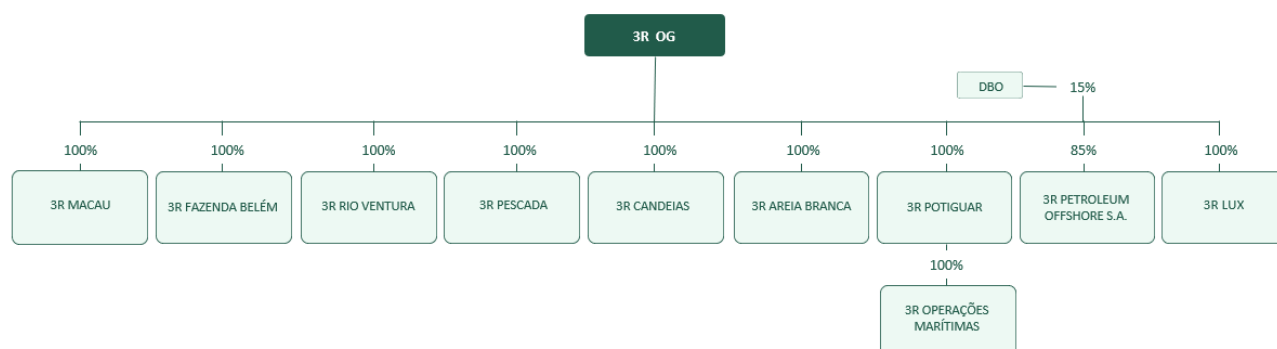 3R OG
DBO
15%
100%
100%
100%
100%
100%
100%
100%
85%
100%
3R MACAU
3R FAZENDA BELÉM
3R RIO VENTURA
3R PESCADA
3R CANDEIAS
3R AREIA BRANCA
3R POTIGUAR
3R PETROLEUM
OFFSHORE S.A.
3R LUX
100%
3R OPERAÇÕES
MARÍTIMAS